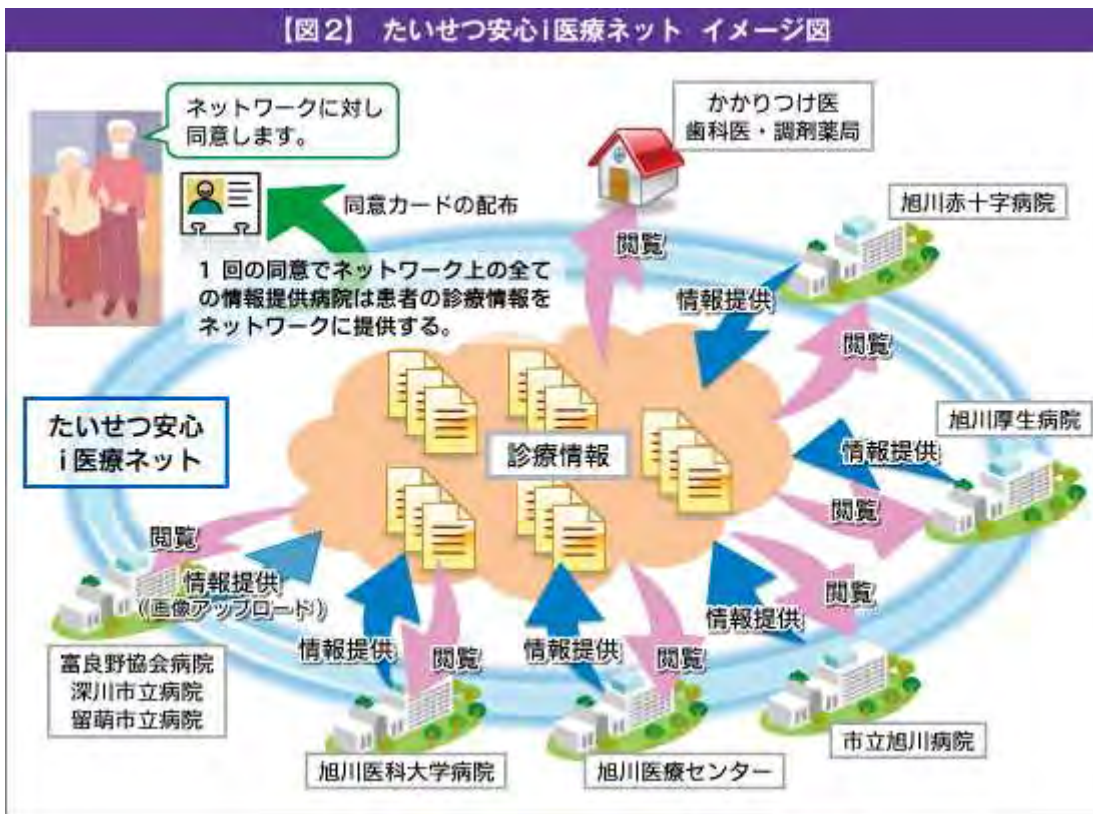 【図2】 たいせつ安心i医療ネット イメージ図
ネットワークに対し
同意します。
同意カードの配布
1回の同意でネットワーク上の全て
の情報提供病院は患者の診療情報を
ネットワークに提供する。
かかりつけ医
歯科医・調剤薬局
閲覧
旭川赤十字病院
情報提供
閲覧
たいせつ安心
i医療ネット
診療情報
旭川厚生病院
情報提供
閲覧
閲覧
情報提供
(画像アップロード)
富良野協会病院
深川市立病院
留萌市立病院
情報提供
閲覧
旭川医科大学病院
情報提供
閲覧
旭川医療センター
情報提供
閲覧
市立旭川病院